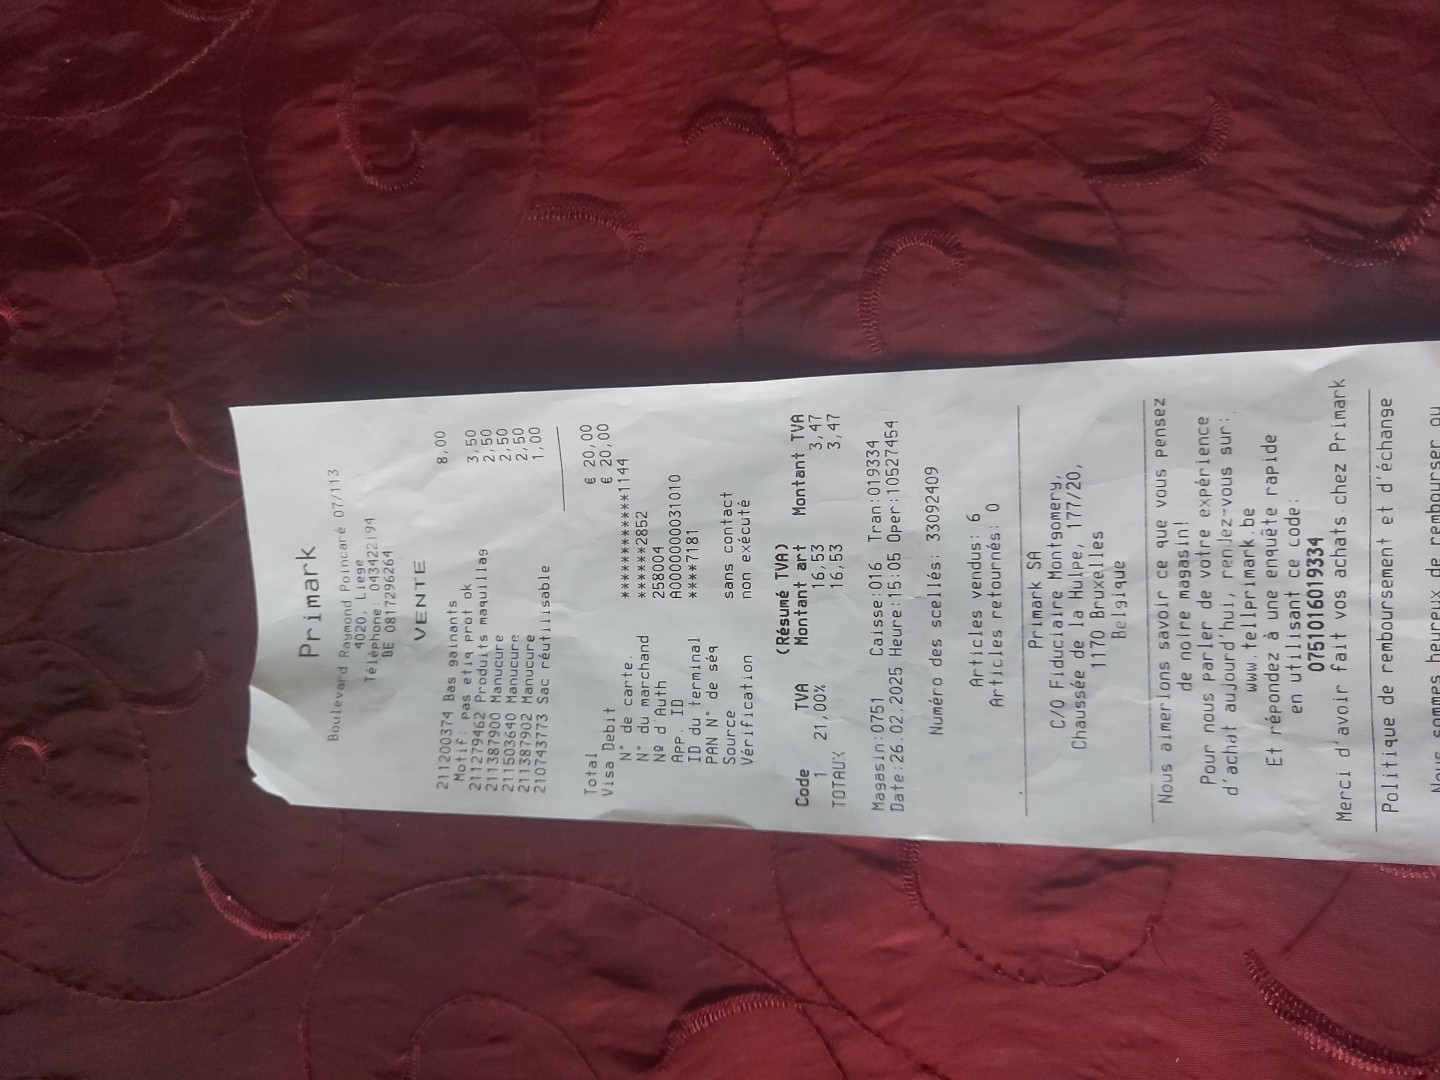 Primark
Boulevard Raymond Poincaré 07/113
4020, Liege
Téléphone: 043422194
BE 0817296264
VENTE
211200374 Bas gainants 8,00
Motif: pas etiq prot ok
211279462 Produits maquillag 3,50
211387900 Manucure 2,50
211503640 Manucure 2,50
211387902 Manucure 2,50
210743773 Sac réutilisable 1,00
Total € 20,00
Visa Debit € 20,00
N° de carte. ************1144
N° du marchand *****2852
Nº d Auth 258004
App. ID A0000000031010
ID du terminal ****7181
PAN N° de séq
Source sans contact
Vérification non exécuté
(Résumé TVA)
Code TVA Montant art Montant TVA
1 21,00% 16,53 3,47
TOTAUX 16,53 3,47
Magasin:0751 Caisse:016 Tran:019334
Date:26.02.2025 Heure:15:05 Oper:10527454
Numéro des scellés: 33092409
Articles vendus: 6
Articles retournés: 0
Primark SA
C/O Fiduciaire Montgomery,
Chaussée de la Hulpe, 177/20,
1170 Bruxelles
Belgique
Nous aimerions savoir ce que vous pensez
de notre magasin!
Pour nous parler de votre expérience
d'achat aujourd'hui, rendez-vous sur:
www.tellprimark.be
Et répondez à une enquête rapide
en utilisant ce code:
0751016019334
Merci d'avoir fait vos achats chez Primark
Politique de remboursement et d'échange
Nous sommes heureux de rembourser ou